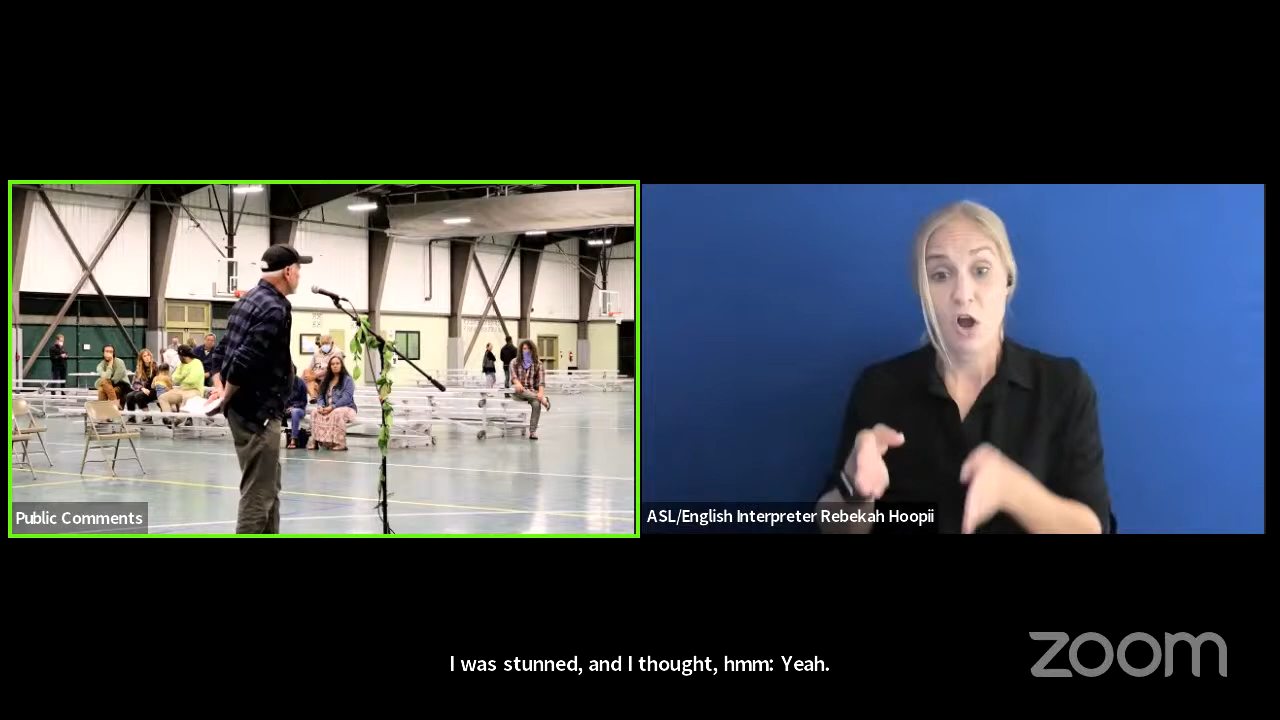 Public Comments
ASL/English Interpreter Rebekah Hoopii
I was stunned, and I thought, hmm: Yeah.
zoom